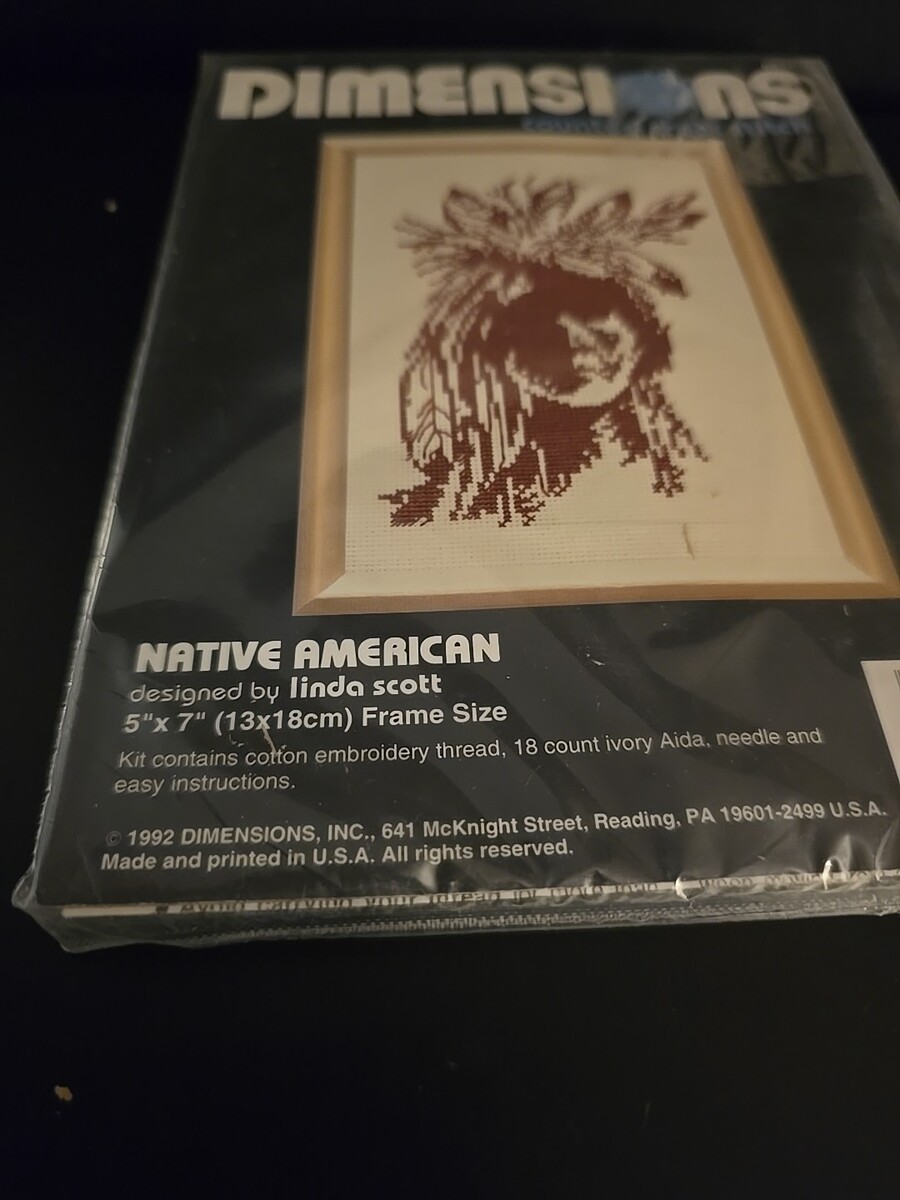 DIMENSIONS
NATIVE AMERICAN
designed by linda scott
5"x 7" (13x18cm) Frame Size
Kit contains cotton embroidery thread, 18 count ivory Aida, needle and
easy instructions.
© 1992 DIMENSIONS, INC., 641 McKnight Street, Reading, PA 19601-2499 U.S.A.
Made and printed in U.S.A. All rights reserved.